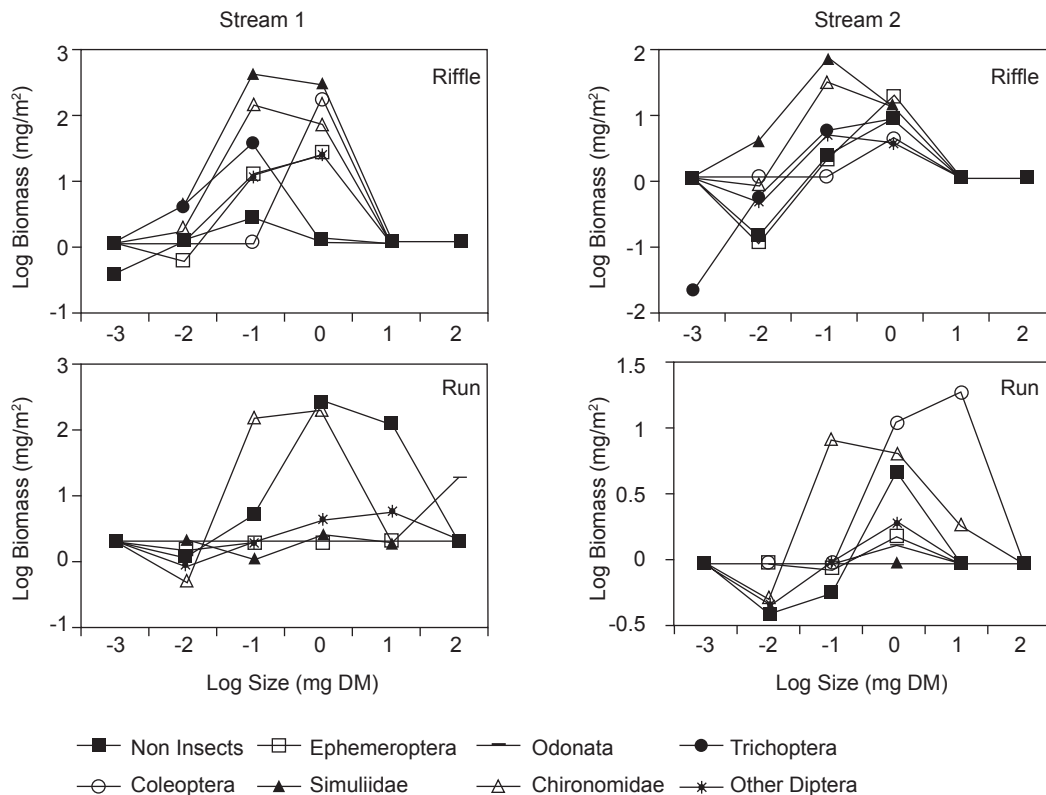 Stream 1
Stream 2
Riffle
Log Biomass (mg/m²)
3
2
1
0
-1
-3 -2 -1 0 1 2
Riffle
Log Biomass (mg/m²)
2
1
0
-1
-2
-3 -2 -1 0 1 2
Run
Log Biomass (mg/m²)
3
2
1
0
-1
-3 -2 -1 0 1 2
Log Size (mg DM)
Run
Log Biomass (mg/m²)
1.5
1
0.5
0
-0.5
-3 -2 -1 0 1 2
Log Size (mg DM)
Non Insects Ephemeroptera Odonata Trichoptera
Coleoptera Simuliidae Chironomidae Other Diptera